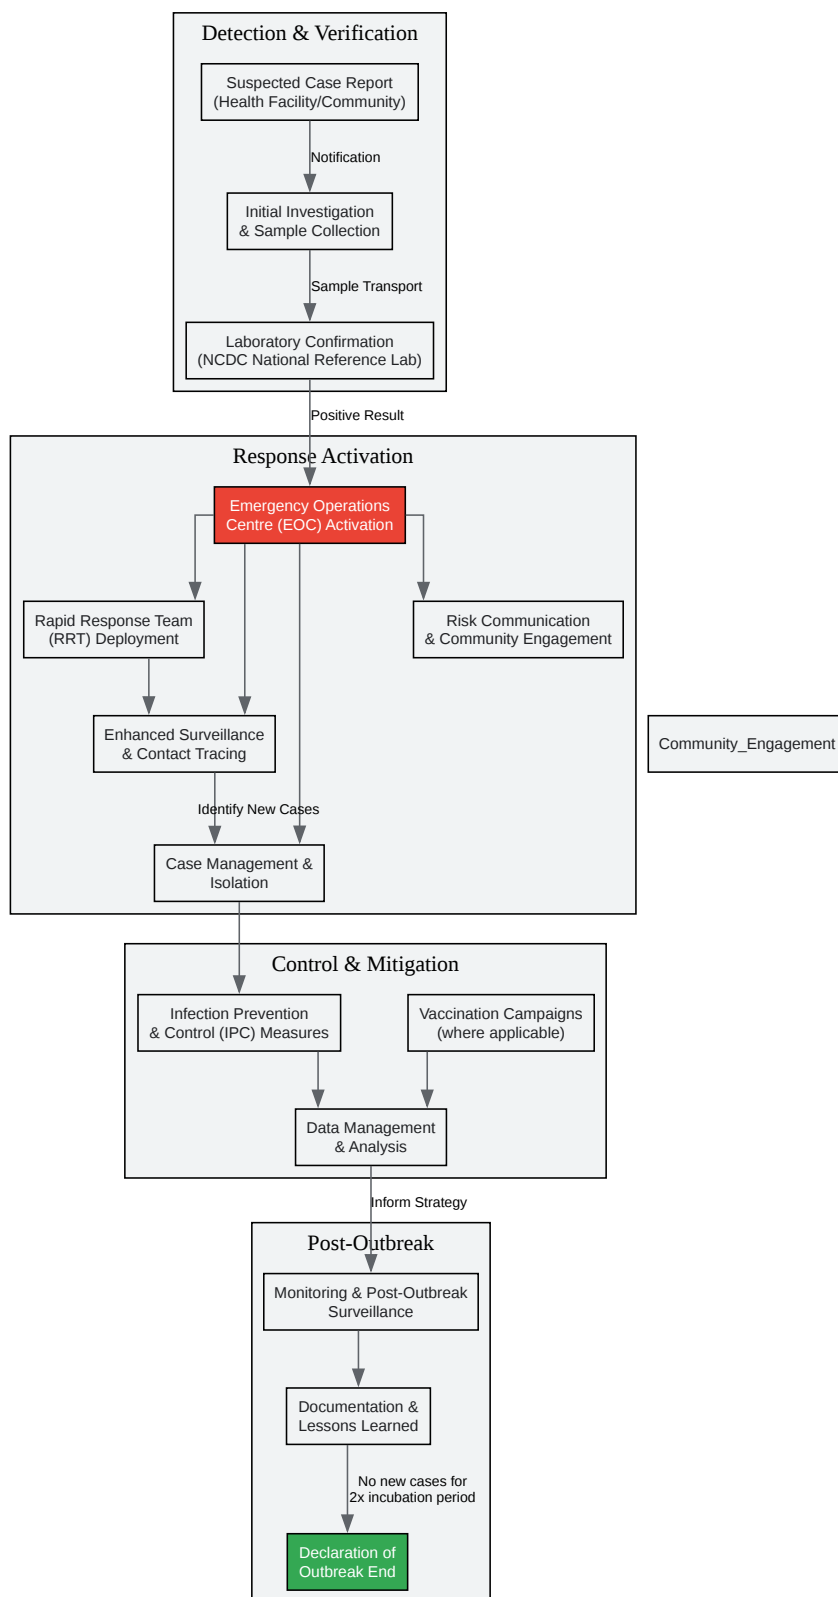 Detection & Verification
Suspected Case Report
(Health Facility/Community)
Notification
Initial Investigation
& Sample Collection
Sample Transport
Laboratory Confirmation
(NCDC National Reference Lab)
Positive Result
Response Activation
Emergency Operations
Centre (EOC) Activation
Rapid Response Team
(RRT) Deployment
Risk Communication
& Community Engagement
Enhanced Surveillance
& Contact Tracing
Community_Engagement
Identify New Cases
Case Management &
Isolation
Control & Mitigation
Infection Prevention
& Control (IPC) Measures
Vaccination Campaigns
(where applicable)
Data Management
& Analysis
Inform Strategy
Post-Outbreak
Monitoring & Post-Outbreak
Surveillance
Documentation &
Lessons Learned
No new cases for
2x incubation period
Declaration of
Outbreak End